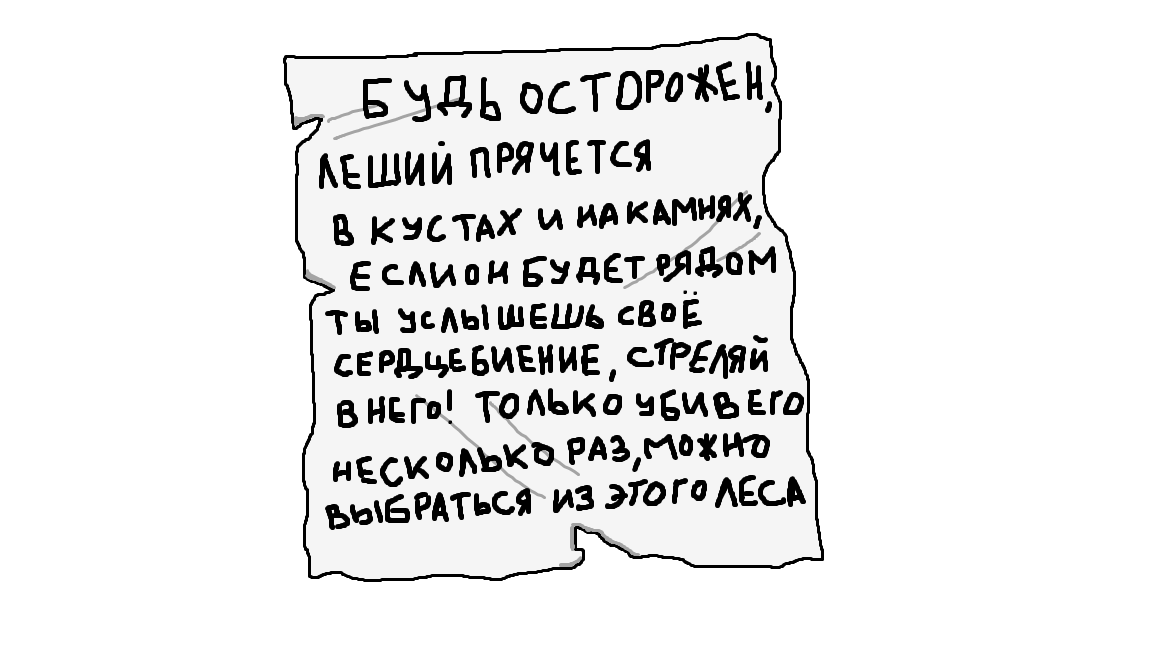 БУДЬ ОСТОРОЖЕН,
ЛЕШИЙ ПРЯЧЕТСЯ
В КУСТАХ И НА КАМНЯХ,
ЕСЛИ ОН БУДЕТ РЯДОМ
ТЫ УСЛЫШЕШЬ СВОЁ
СЕРДЦЕБИЕНИЕ, СТРЕЛЯЙ
В НЕГО! ТОЛЬКО УБИВ ЕГО
НЕСКОЛЬКО РАЗ, МОЖНО
ВЫБРАТЬСЯ ИЗ ЭТОГО ЛЕСА